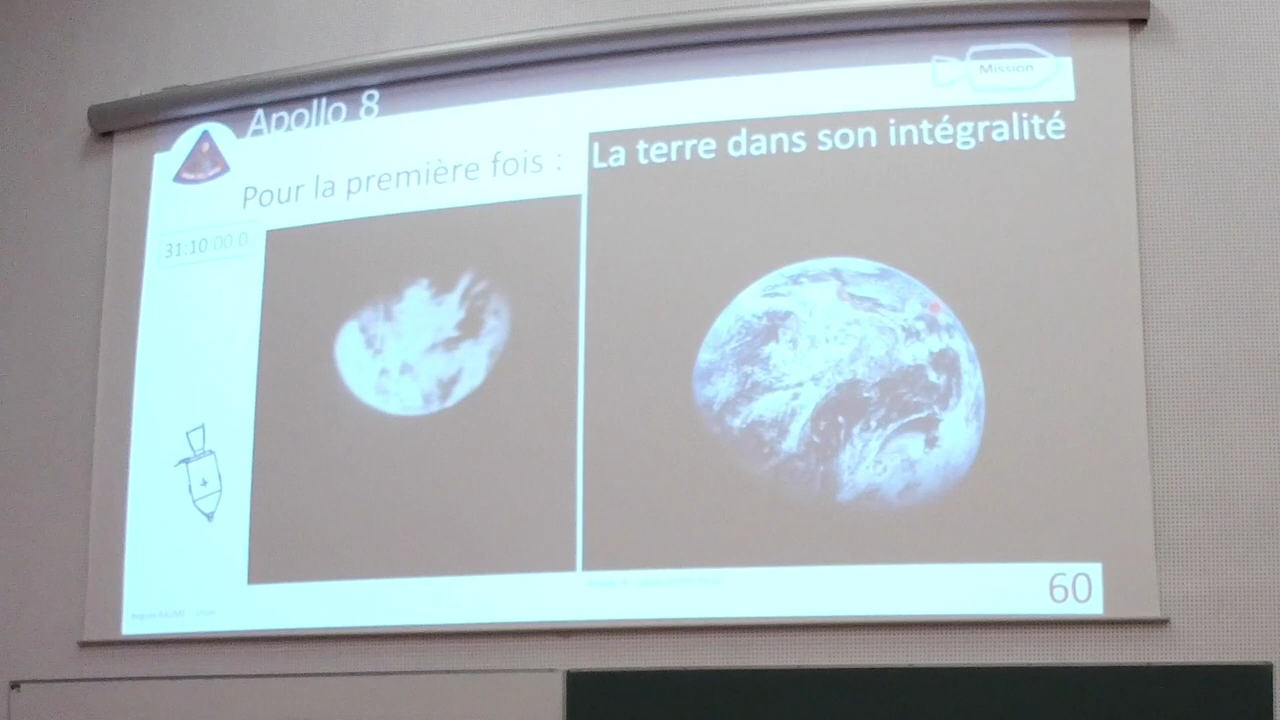 Apollo 8
Mission
Pour la première fois :
La terre dans son intégralité
31:10:00.0
60